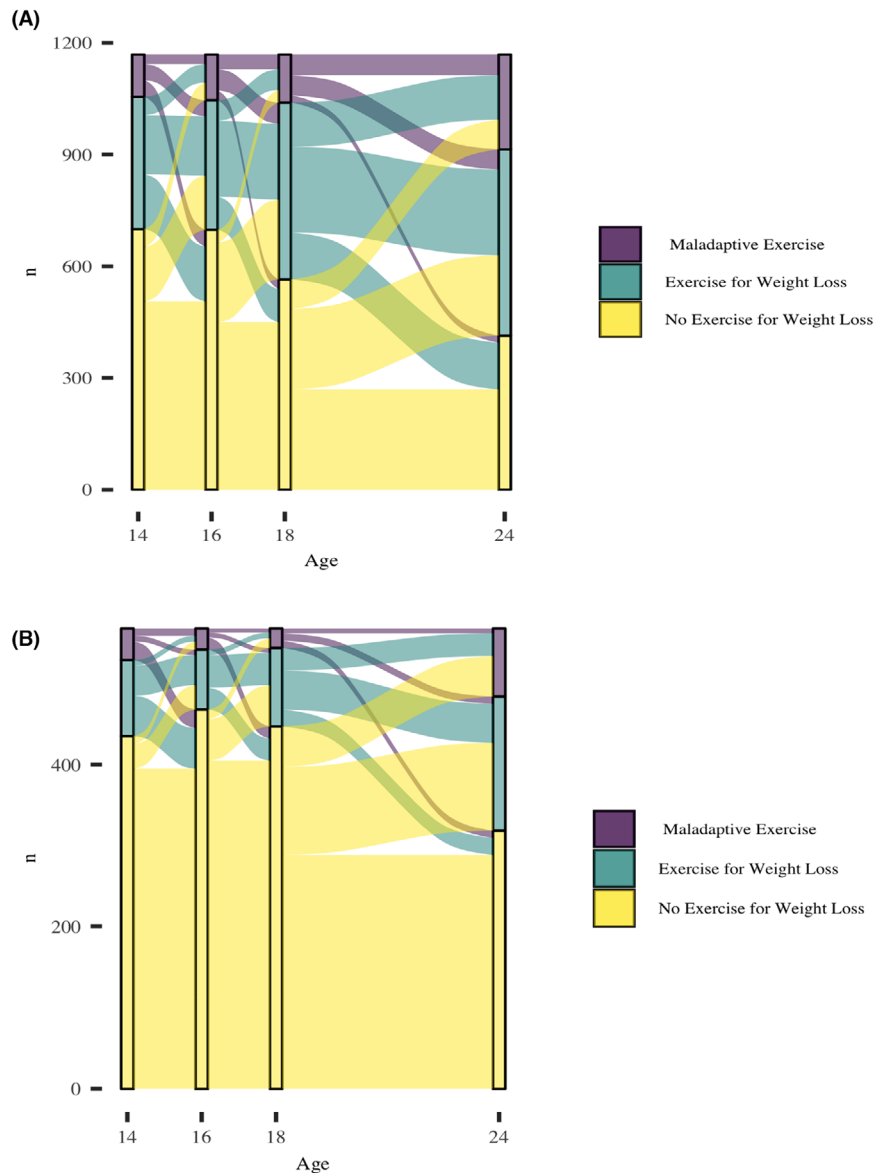 (A)
1200
900
600
300
0
n
14 16 18 24
Age
Maladaptive Exercise
Exercise for Weight Loss
No Exercise for Weight Loss
(B)
400
200
0
n
14 16 18 24
Age
Maladaptive Exercise
Exercise for Weight Loss
No Exercise for Weight Loss